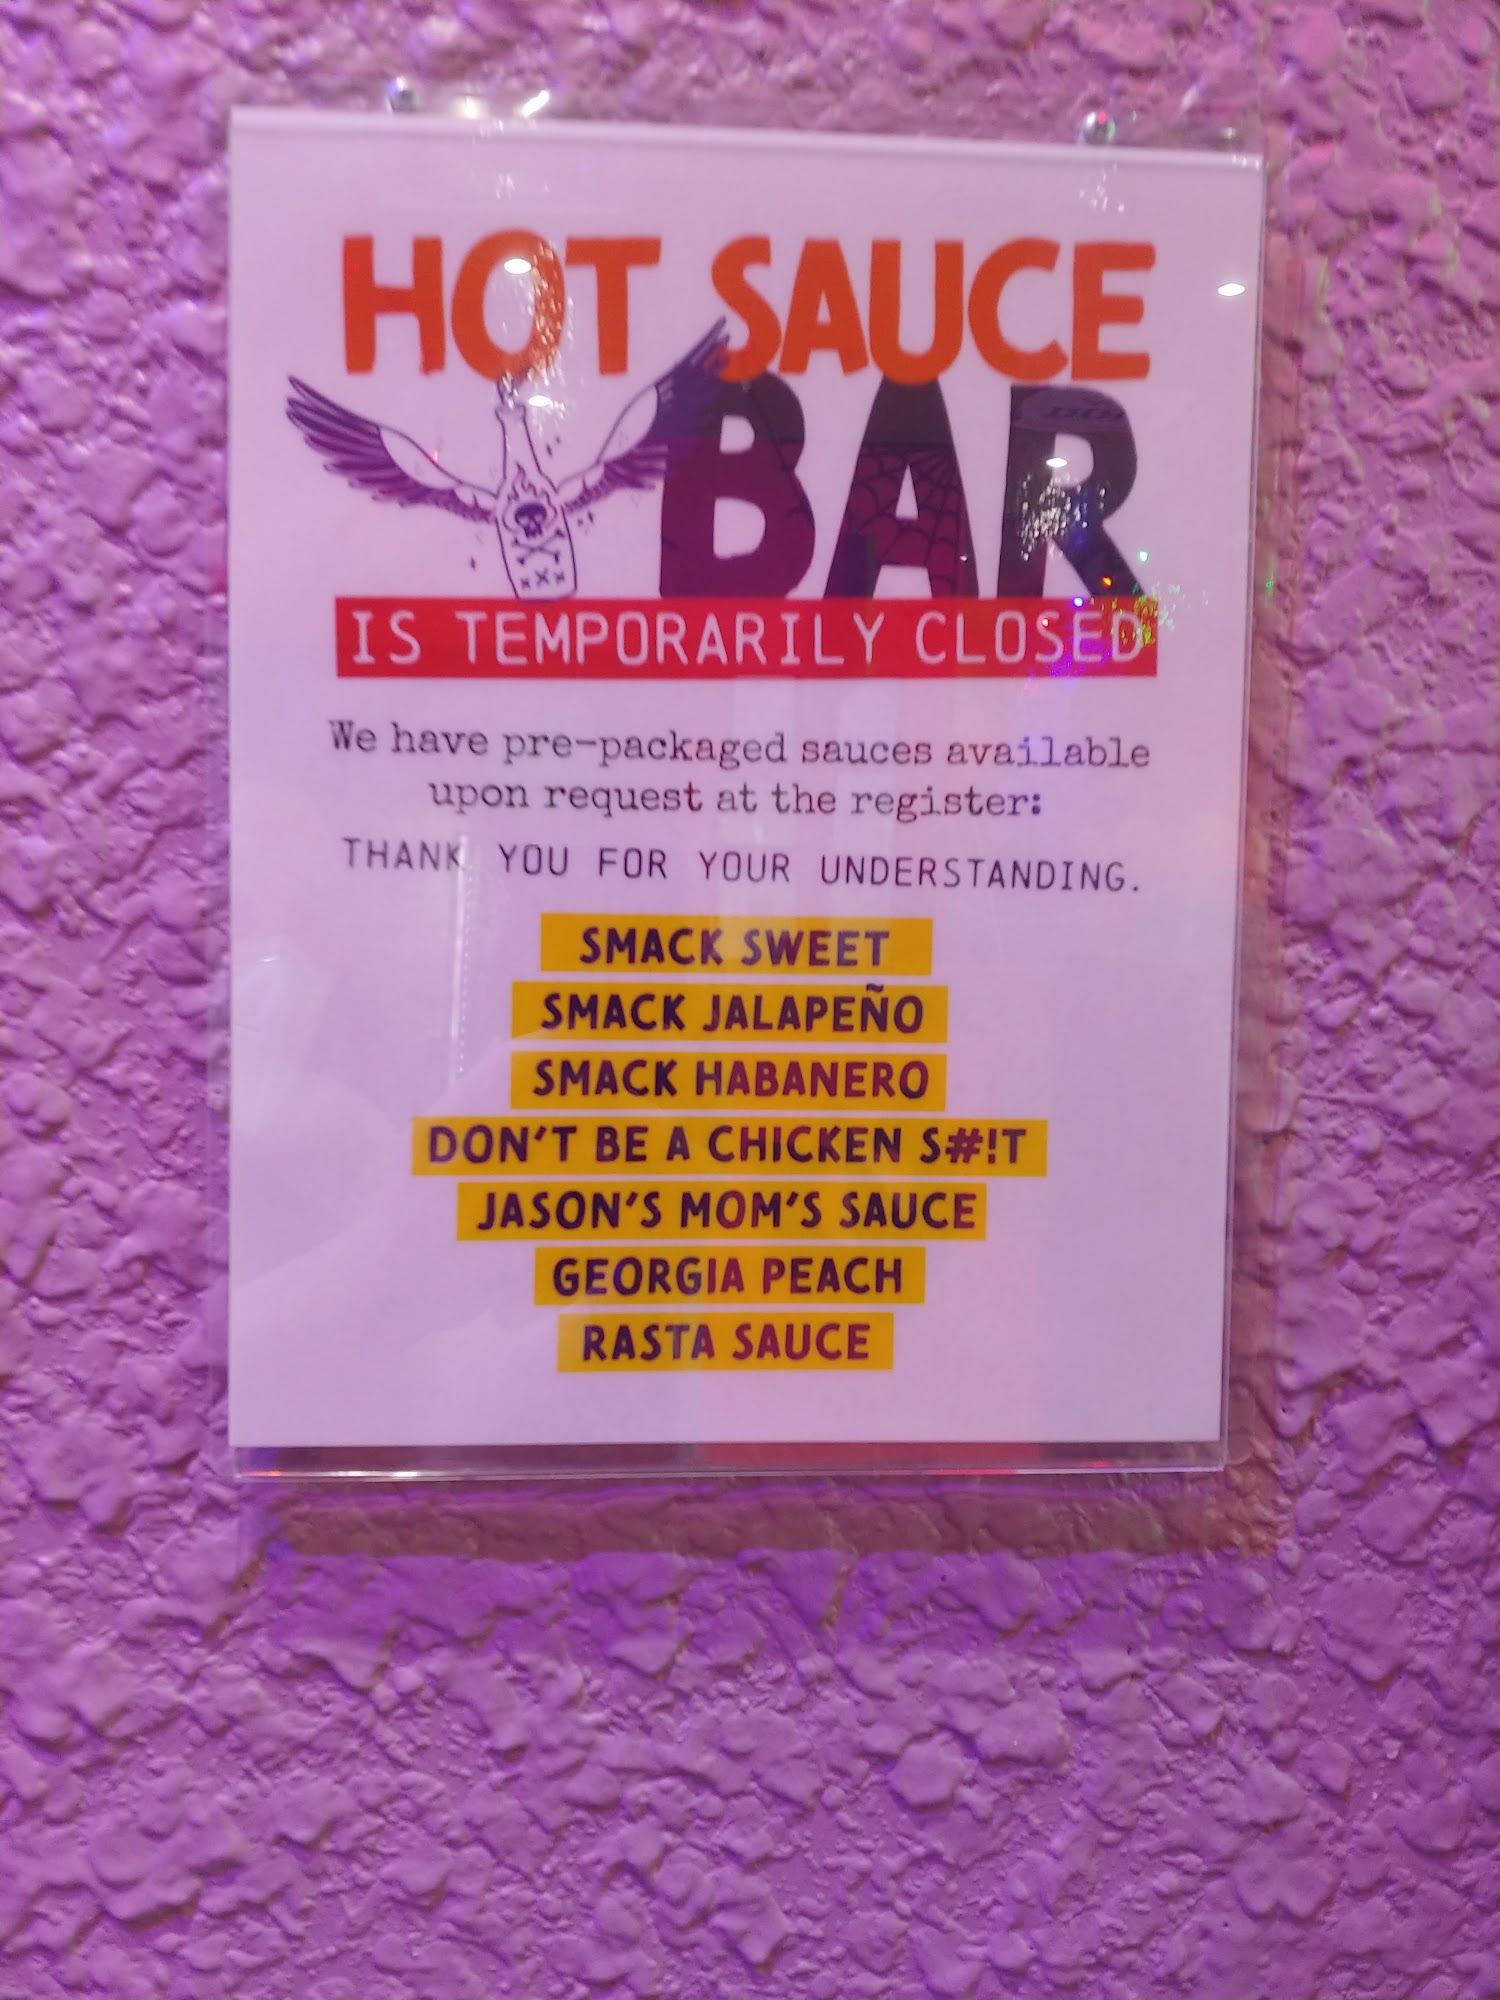 HOT SAUCE
BAR
XXX
IS TEMPORARILY CLOSED
We have pre-packaged sauces available
upon request at the register:
THANK YOU FOR YOUR UNDERSTANDING.
SMACK SWEET
SMACK JALAPEÑO
SMACK HABANERO
DON'T BE A CHICKEN S#!T
JASON'S MOM'S SAUCE
GEORGIA PEACH
RASTA SAUCE